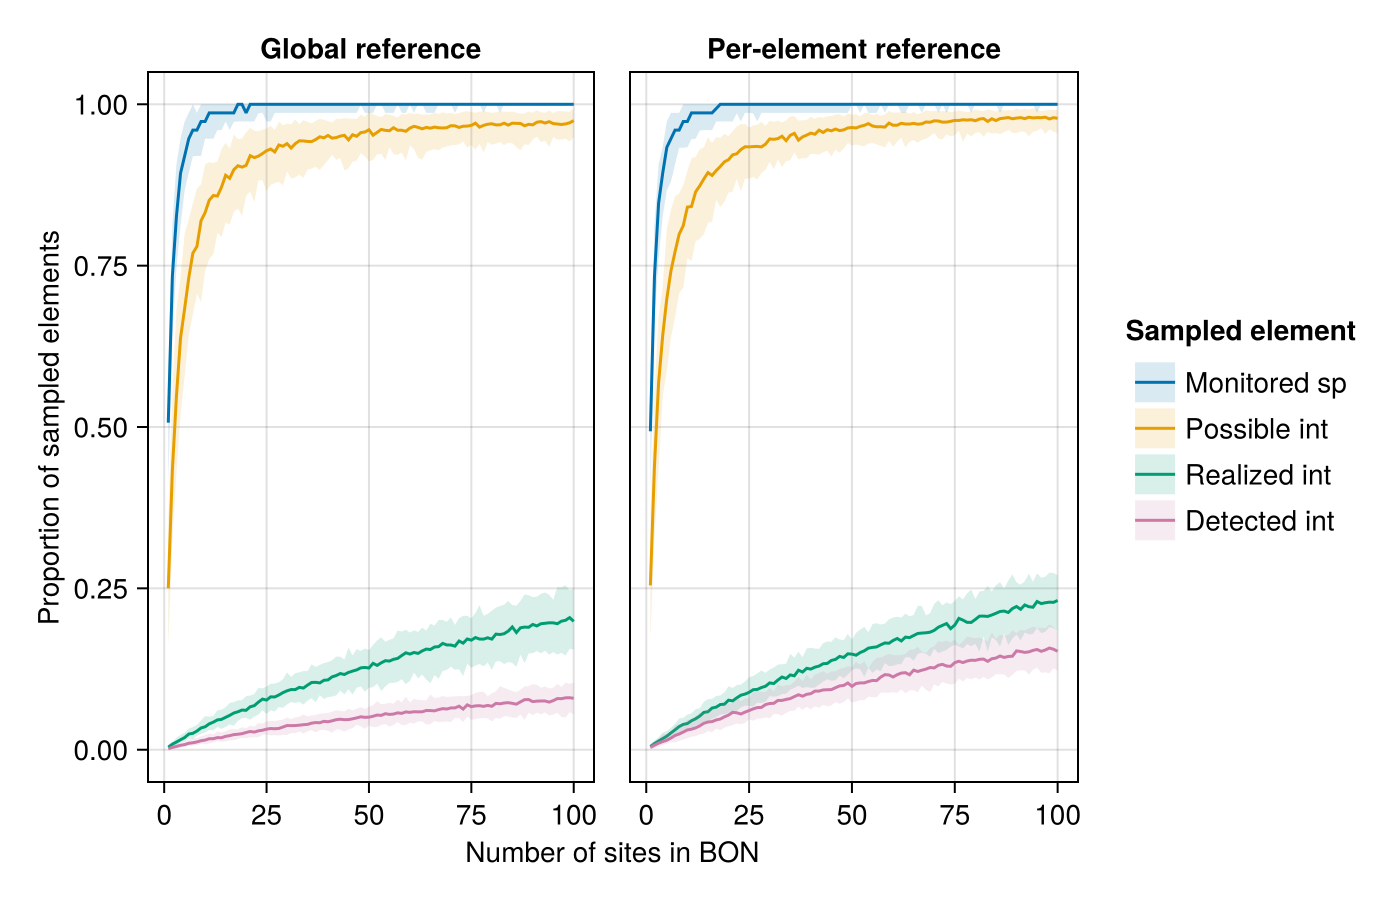 Global reference
Per-element reference
Proportion of sampled elements
1.00
0.75
0.50
0.25
0.00
0 25 50 75 100
0 25 50 75 100
Number of sites in BON
Sampled element
Monitored sp
Possible int
Realized int
Detected int